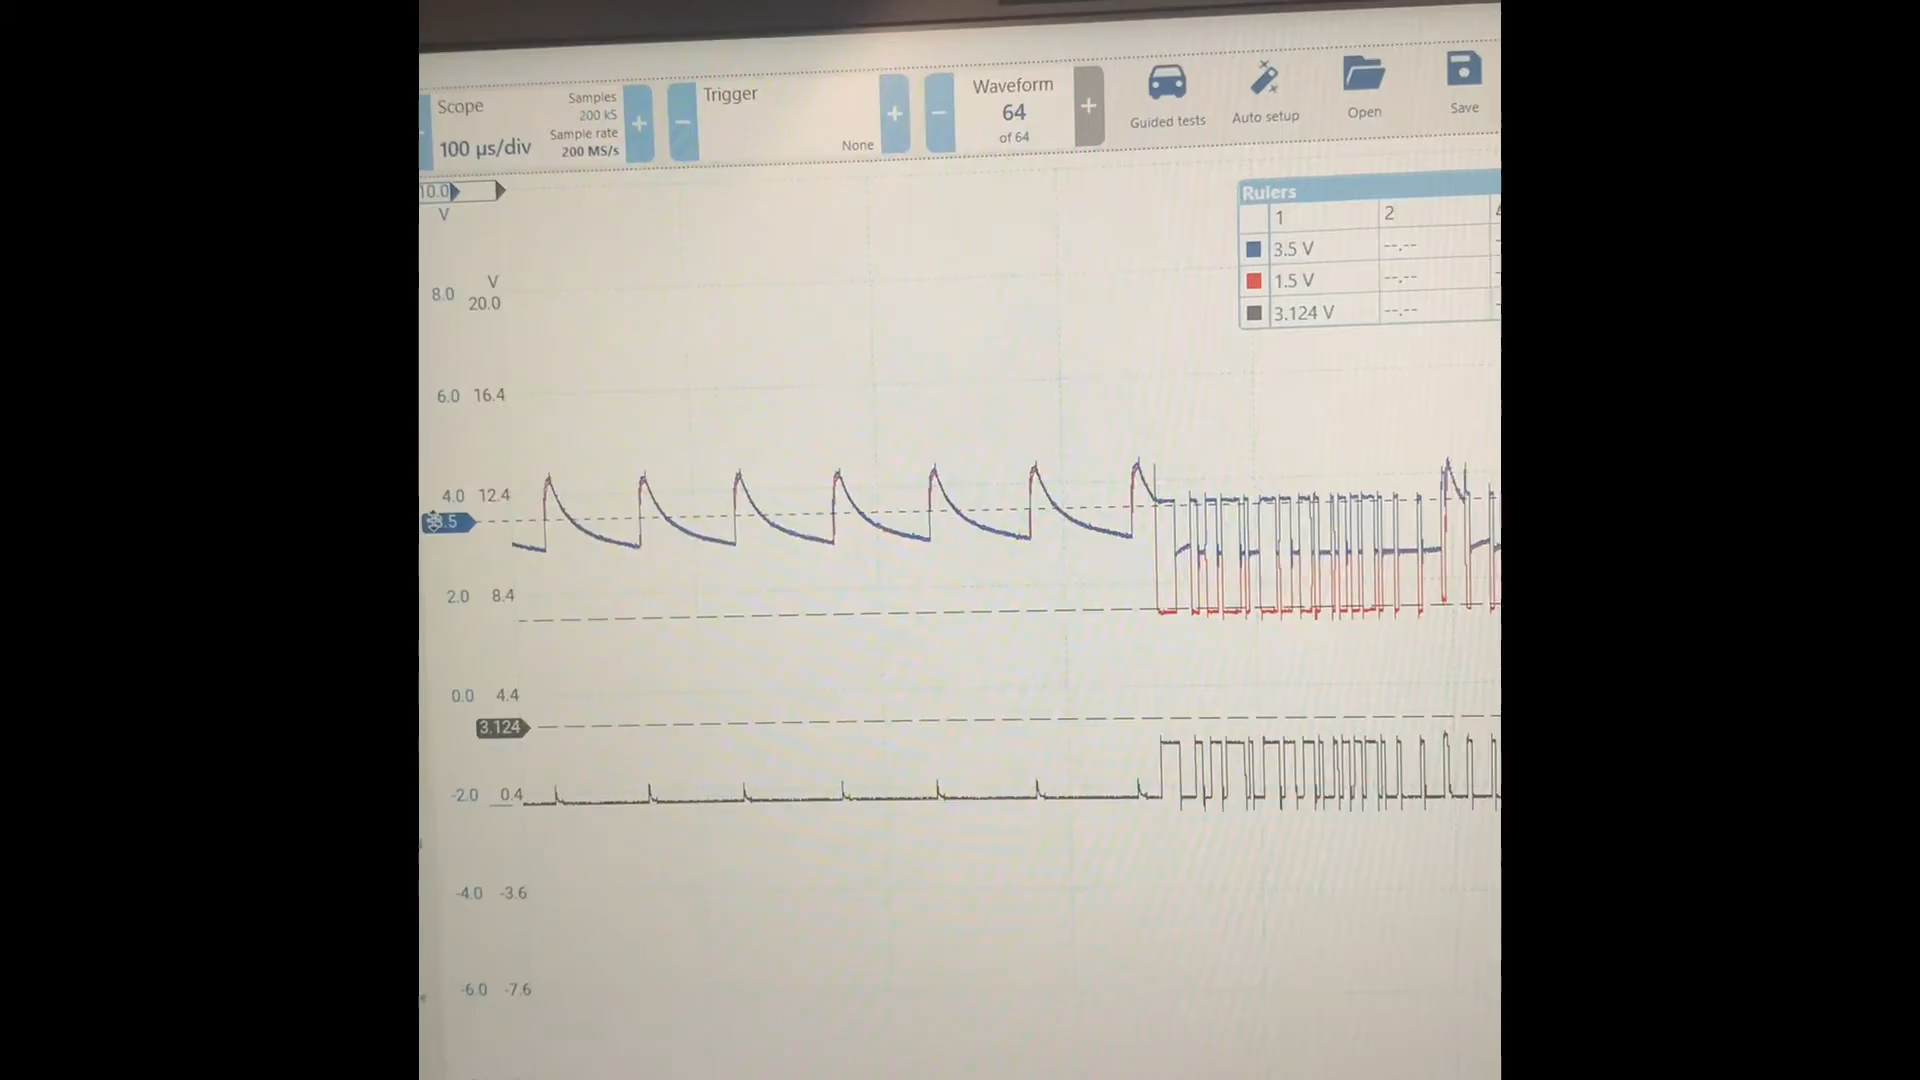 Scope
100 µs/div
Samples
200 kS
Sample rate
200 MS/s
+
−
Trigger
None
+
−
Waveform
64
of 64
+
Guided tests
Auto setup
Open
Save
10.0
V
8.0
V
20.0
6.0 16.4
4.0 12.4
2.0 8.4
0.0 4.4
3.124
-2.0 0.4
-4.0 -3.6
-6.0 -7.6
Rulers
1 2
3.5 V --.--
1.5 V --.--
3.124 V --.--